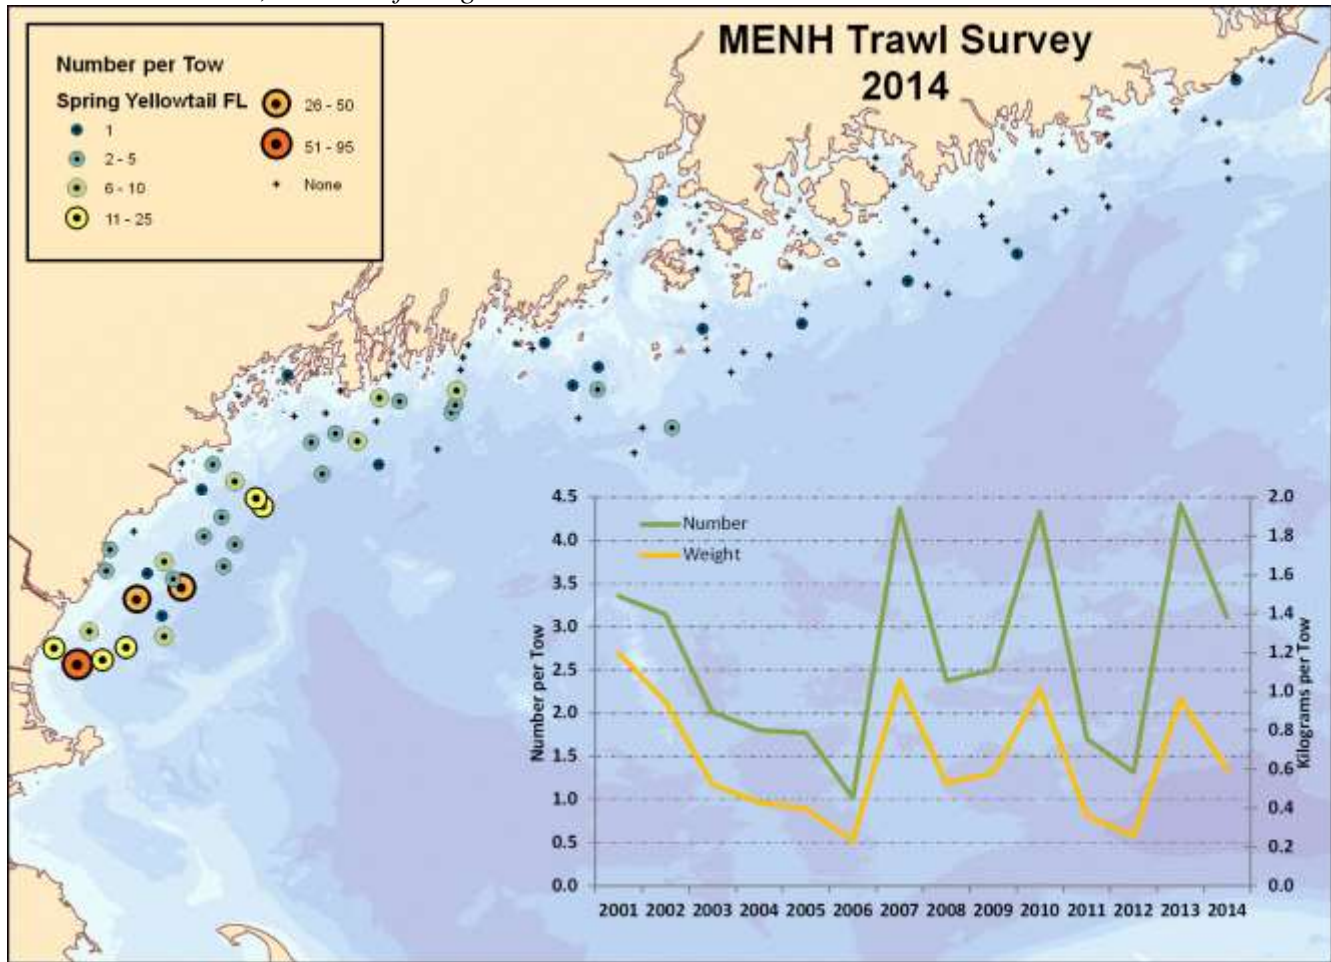 MENH Trawl Survey
2014
Number per Tow
Spring Yellowtail FL
1
2 - 5
6 - 10
11 - 25
26 - 50
51 - 95
None
Number
Weight
4.5
4.0
3.5
3.0
2.5
2.0
1.5
1.0
0.5
0.0
Number per Tow
2.0
1.8
1.6
1.4
1.2
1.0
0.8
0.6
0.4
0.2
0.0
Kilograms per Tow
2001 2002 2003 2004 2005 2006 2007 2008 2009 2010 2011 2012 2013 2014